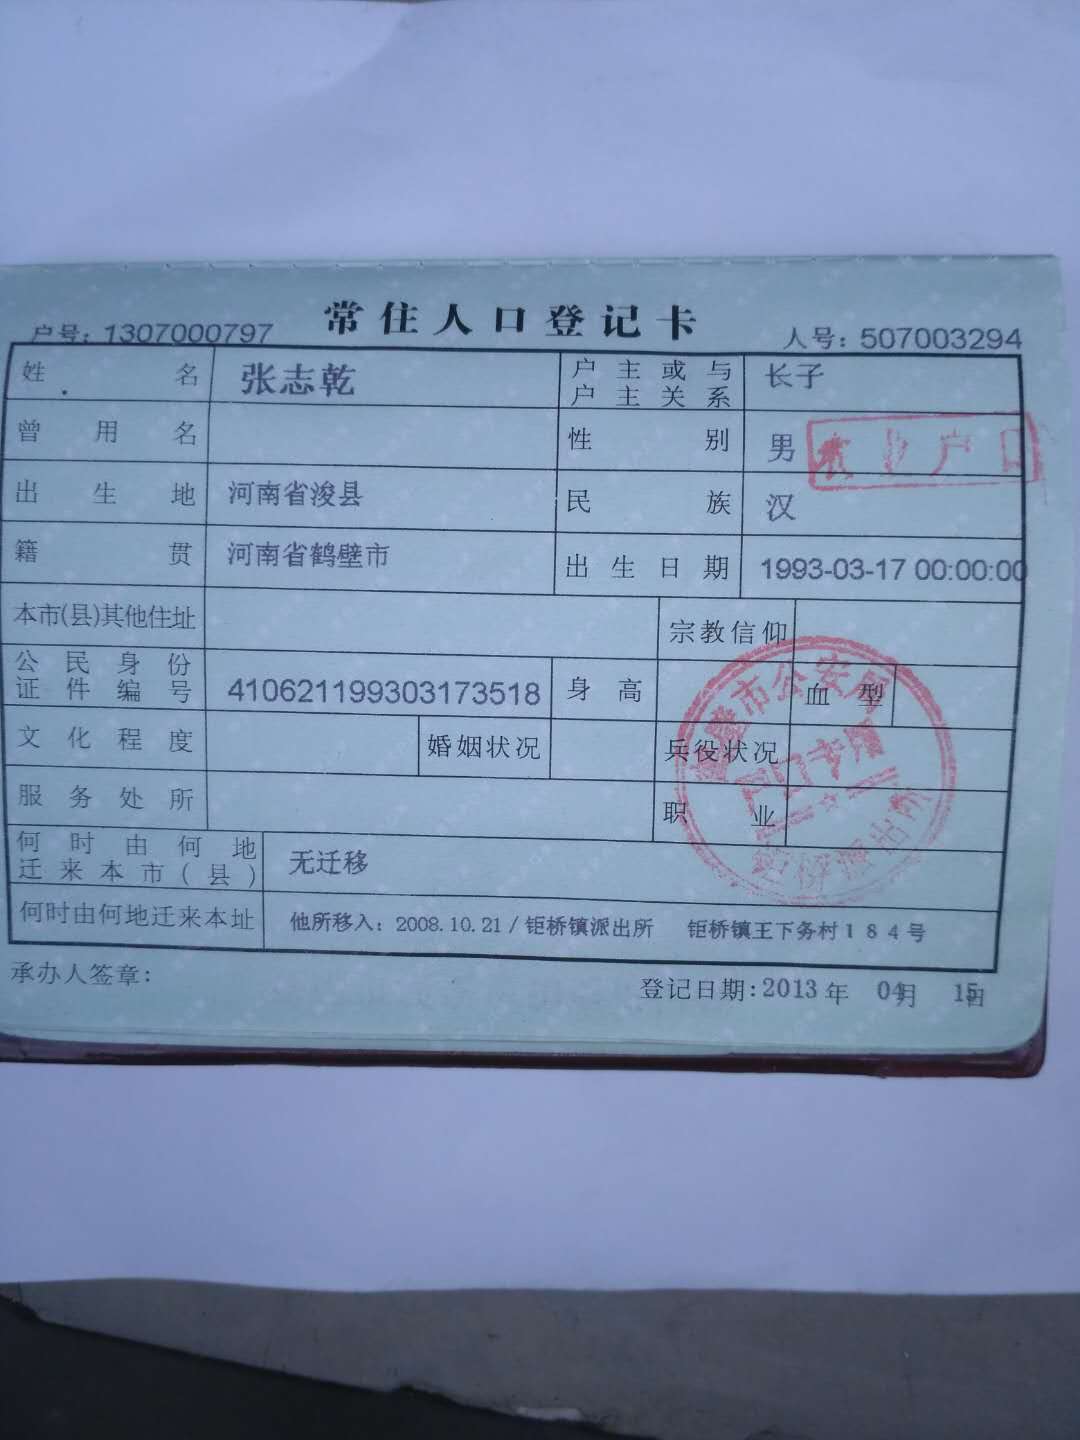 常住人口登记卡
户号：1307000797 人号：507003294
姓名 张志乾 户主或与户主关系 长子
曾用名 性别 男 农业户口
出生地 河南省浚县 民族 汉
籍贯 河南省鹤壁市 出生日期 1993-03-17 00:00:00
本市(县)其他住址 宗教信仰
公民身份证件编号 410621199303173518 身高 血型
文化程度 婚姻状况 兵役状况
服务处所 职业
何时由何地迁来本市(县) 无迁移
何时由何地迁来本址 他所移入：2008.10.21/钜桥镇派出所 钜桥镇王下务村184号
承办人签章： 登记日期：2013年04月15日
鹤壁市公安局
户口专用
钜桥派出所